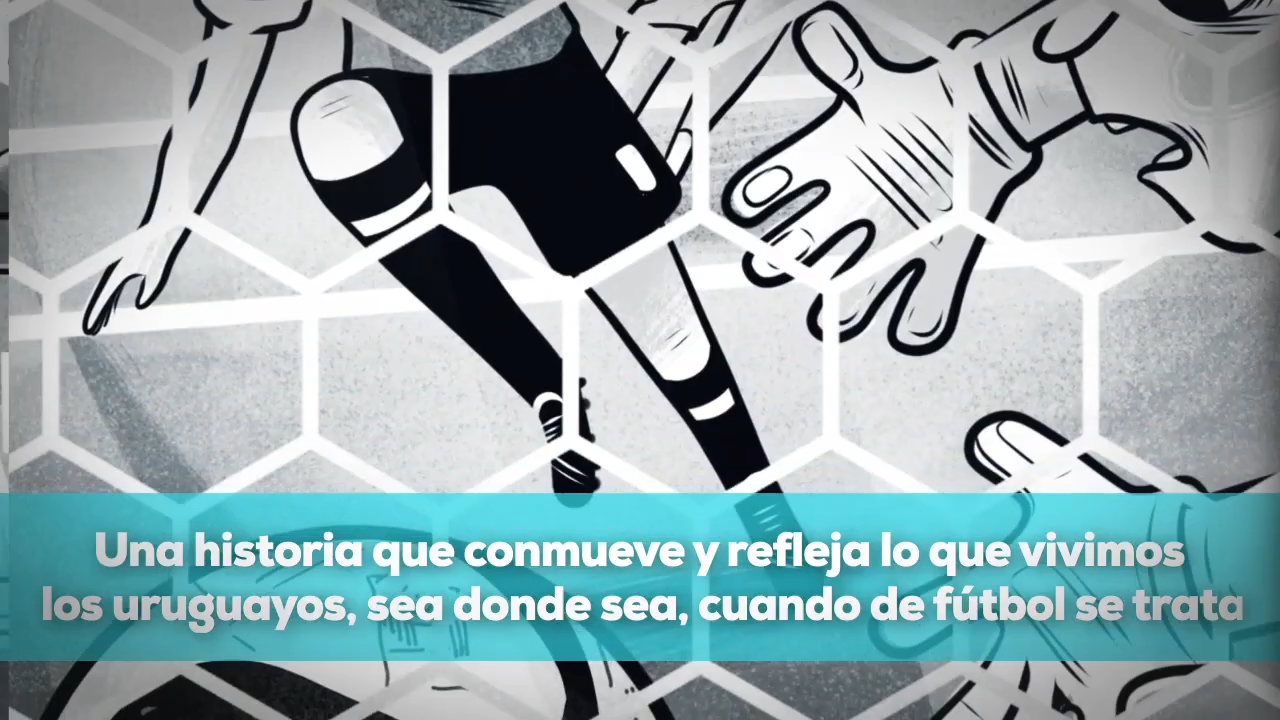 Una historia que conmueve y refleja lo que vivimos
los uruguayos, sea donde sea, cuando de fútbol se trata